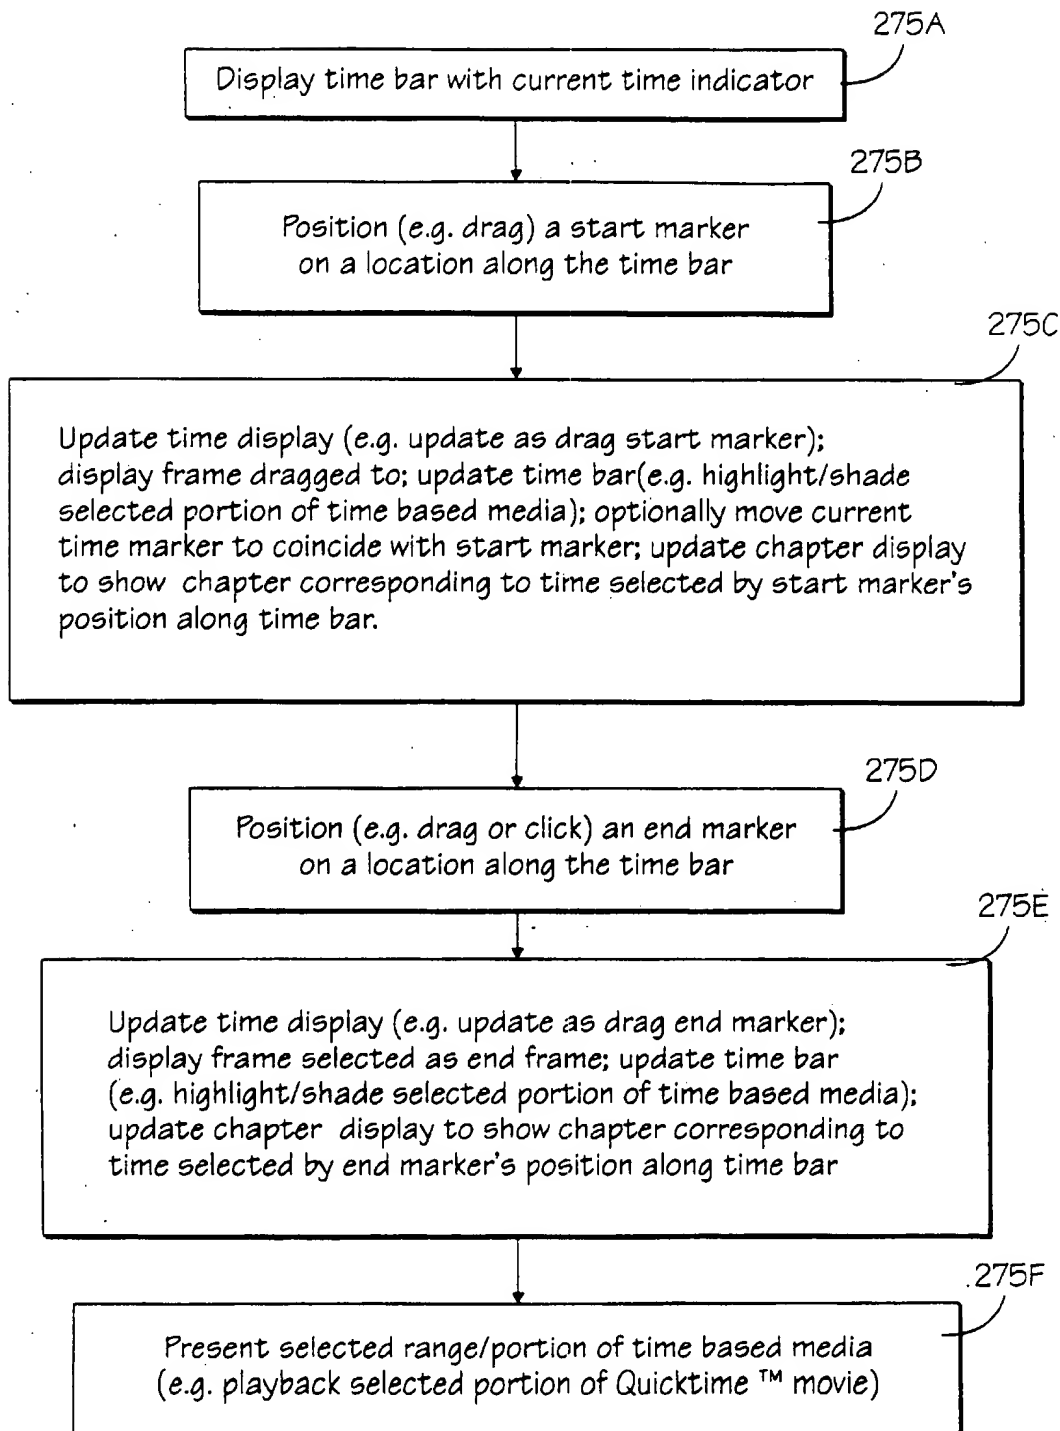 275A
Display time bar with current time indicator
275B
Position (e.g. drag) a start marker
on a location along the time bar
275C
Update time display (e.g. update as drag start marker);
display frame dragged to; update time bar(e.g. highlight/shade
selected portion of time based media); optionally move current
time marker to coincide with start marker; update chapter display
to show chapter corresponding to time selected by start marker's
position along time bar.
275D
Position (e.g. drag or click) an end marker
on a location along the time bar
275E
Update time display (e.g. update as drag end marker);
display frame selected as end frame; update time bar
(e.g. highlight/shade selected portion of time based media);
update chapter display to show chapter corresponding to
time selected by end marker's position along time bar
275F
Present selected range/portion of time based media
(e.g. playback selected portion of Quicktime ™ movie)